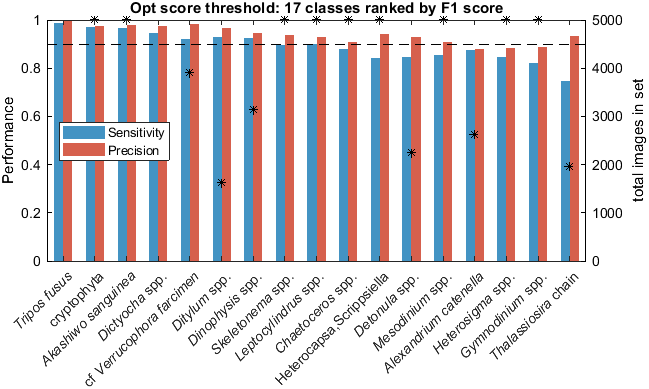 Opt score threshold: 17 classes ranked by F1 score
1
0.8
0.6
0.4
0.2
0
Performance
Sensitivity
Precision
5000
4000
3000
2000
1000
0
total images in set
Tripos fusus
cryptophyta
Akashiwo sanguinea
Dictyocha spp.
cf Verrucophora farcimen
Ditylum spp.
Dinophysis spp.
Skeletonema spp.
Leptocylindrus spp.
Chaetoceros spp.
Heterocapsa,Scrippsiella
Detonula spp.
Mesodinium spp.
Alexandrium catenella
Heterosigma spp.
Gymnodinium spp.
Thalassiosira chain